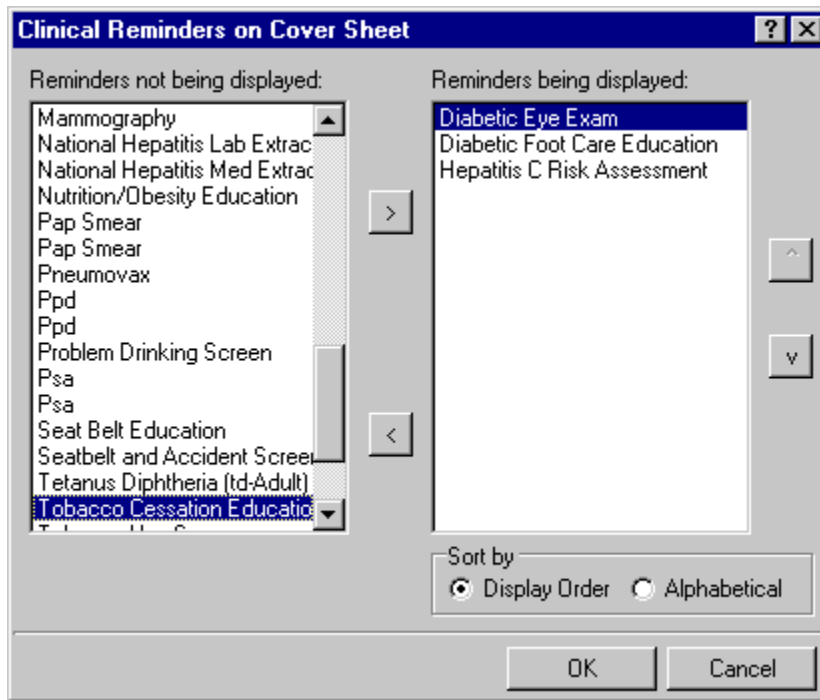 Clinical Reminders on Cover Sheet
Reminders not being displayed:
Mammography
National Hepatitis Lab Extrac
National Hepatitis Med Extrac
Nutrition/Obesity Education
Pap Smear
Pap Smear
Pneumovax
Ppd
Ppd
Problem Drinking Screen
Psa
Psa
Seat Belt Education
Seatbelt and Accident Screen
Tetanus Diphtheria (td-Adult)
Tobacco Cessation Educatio
>
<
Reminders being displayed:
Diabetic Eye Exam
Diabetic Foot Care Education
Hepatitis C Risk Assessment
^
v
Sort by
Display Order Alphabetical
OK Cancel